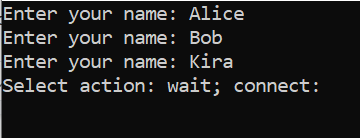 Enter your name: Alice
Enter your name: Bob
Enter your name: Kira
Select action: wait; connect: